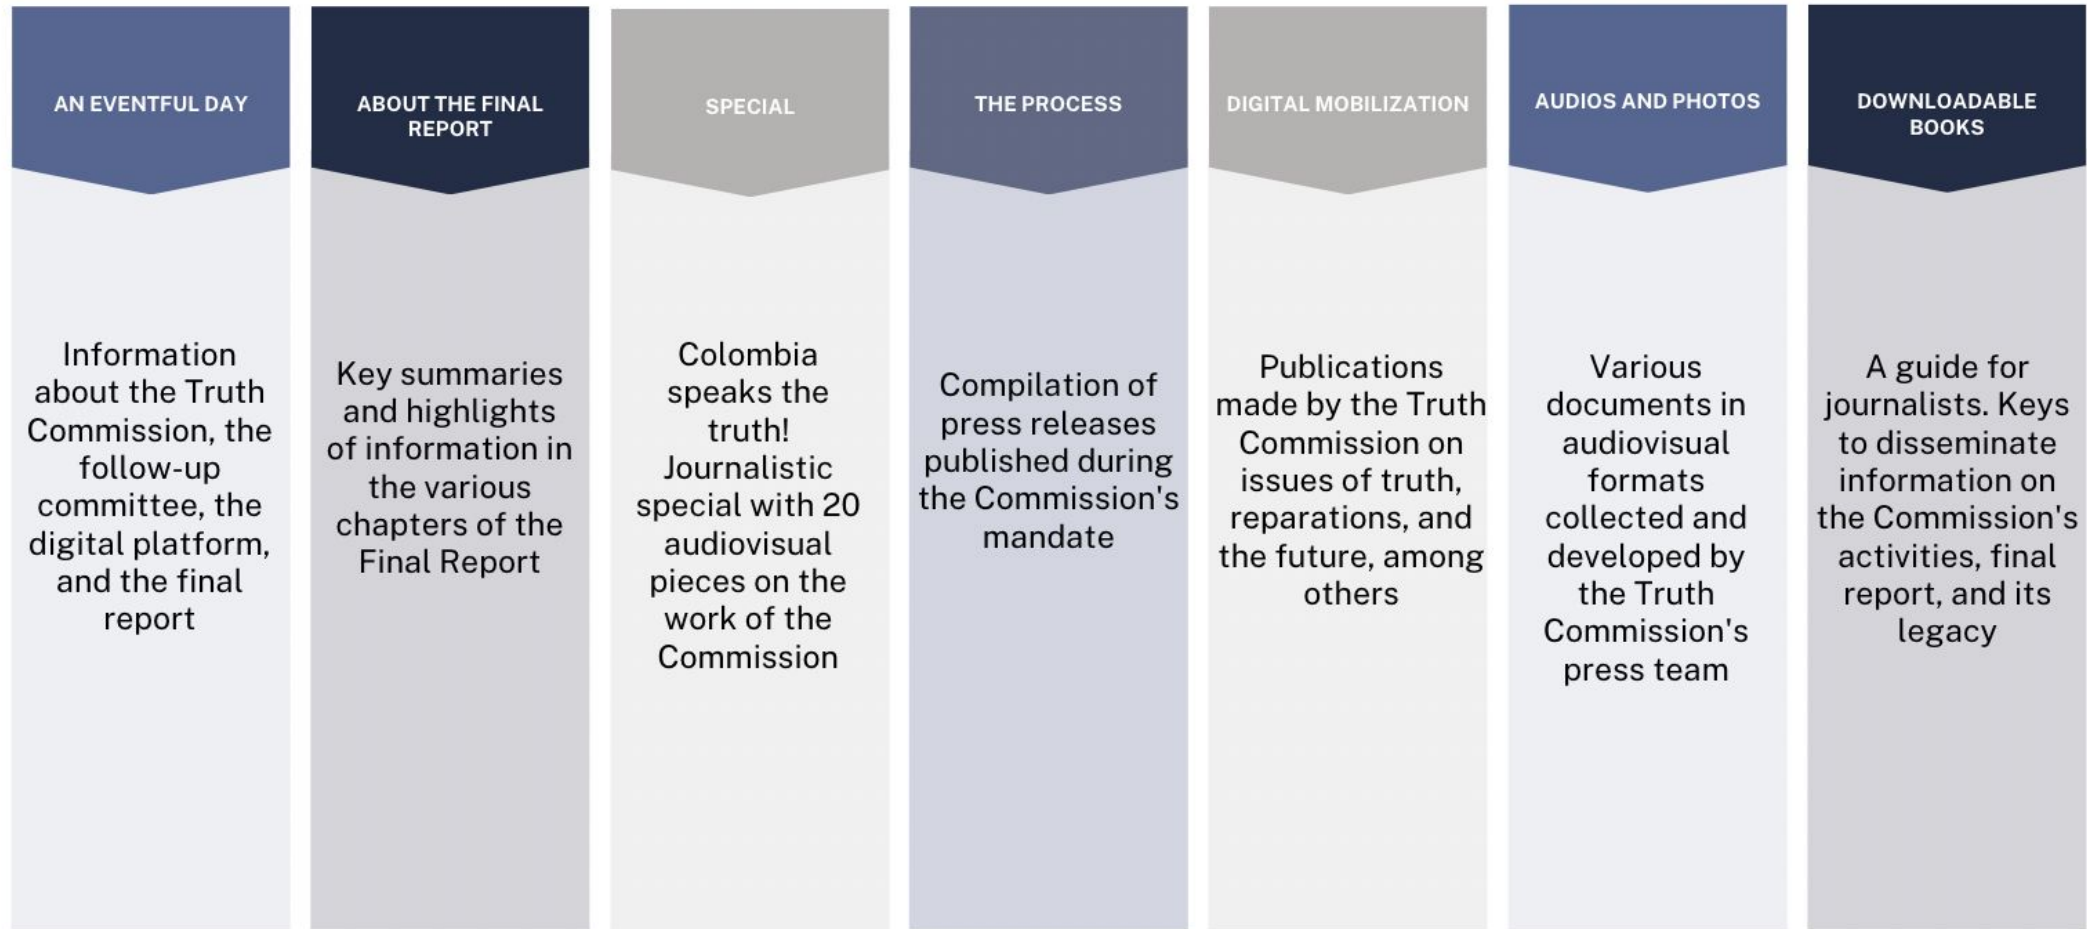 AN EVENTFUL DAY
Information
about the Truth
Commission, the
follow-up
committee, the
digital platform,
and the final
report
ABOUT THE FINAL
REPORT
Key summaries
and highlights
of information in
the various
chapters of the
Final Report
SPECIAL
Colombia
speaks the
truth!
Journalistic
special with 20
audiovisual
pieces on the
work of the
Commission
THE PROCESS
Compilation of
press releases
published during
the Commission's
mandate
DIGITAL MOBILIZATION
Publications
made by the Truth
Commission on
issues of truth,
reparations, and
the future, among
others
AUDIOS AND PHOTOS
Various
documents in
audiovisual
formats
collected and
developed by
the Truth
Commission's
press team
DOWNLOADABLE
BOOKS
A guide for
journalists. Keys
to disseminate
information on
the Commission's
activities, final
report, and its
legacy